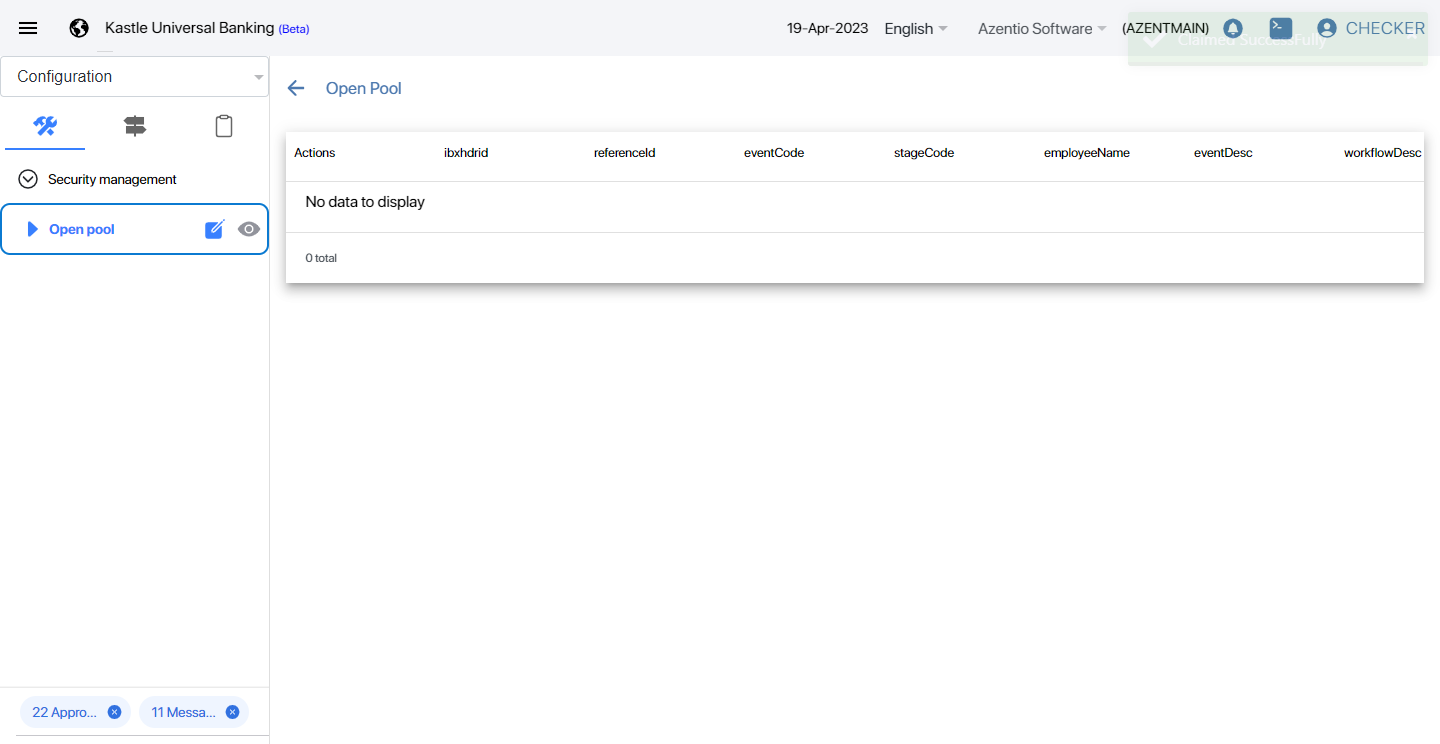 Kastle Universal Banking (Beta)
19-Apr-2023
English
Azentio Software
(AZENTMAIN)
CHECKER
Claimed SuccessFully
Configuration
Open Pool
Security management
Open pool
Actions ibxhdrid referenceId eventCode stageCode employeeName eventDesc workflowDesc
No data to display
0 total
22 Appro...
11 Messa...